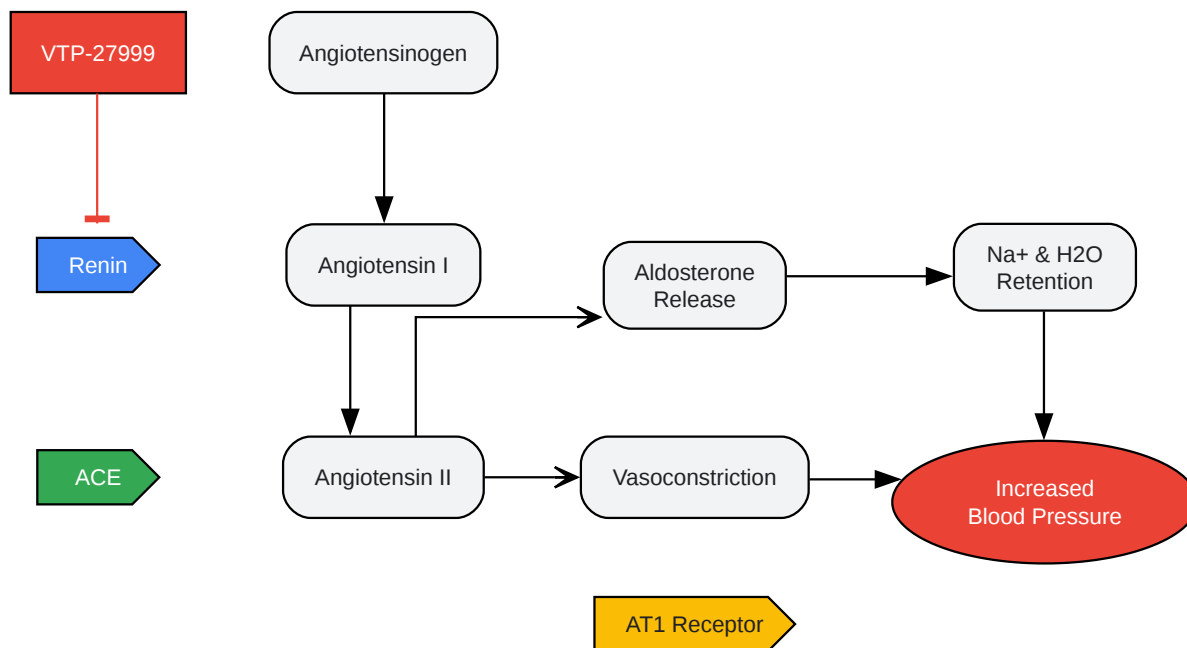 VTP-27999
Angiotensinogen
Renin
Angiotensin I
Aldosterone
Release
Na+ & H2O
Retention
ACE
Angiotensin II
Vasoconstriction
Increased
Blood Pressure
AT1 Receptor